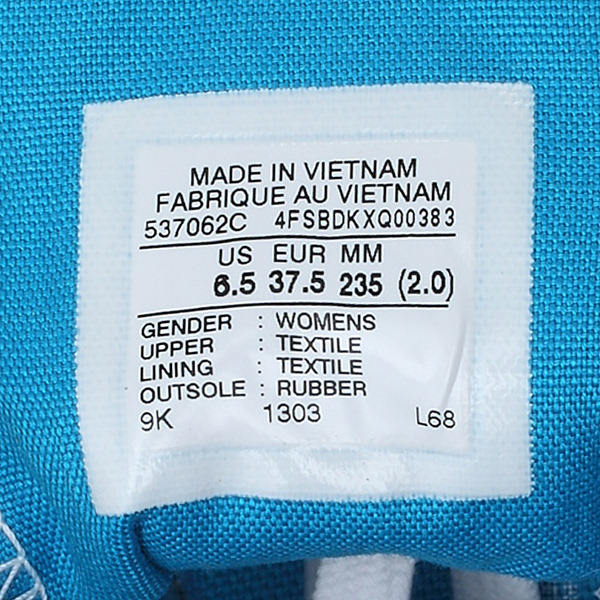 MADE IN VIETNAM
FABRIQUE AU VIETNAM
537062C 4FSBDKXQ00383
US EUR MM
6.5 37.5 235 (2.0)
GENDER : WOMENS
UPPER : TEXTILE
LINING : TEXTILE
OUTSOLE : RUBBER
9K 1303 L68